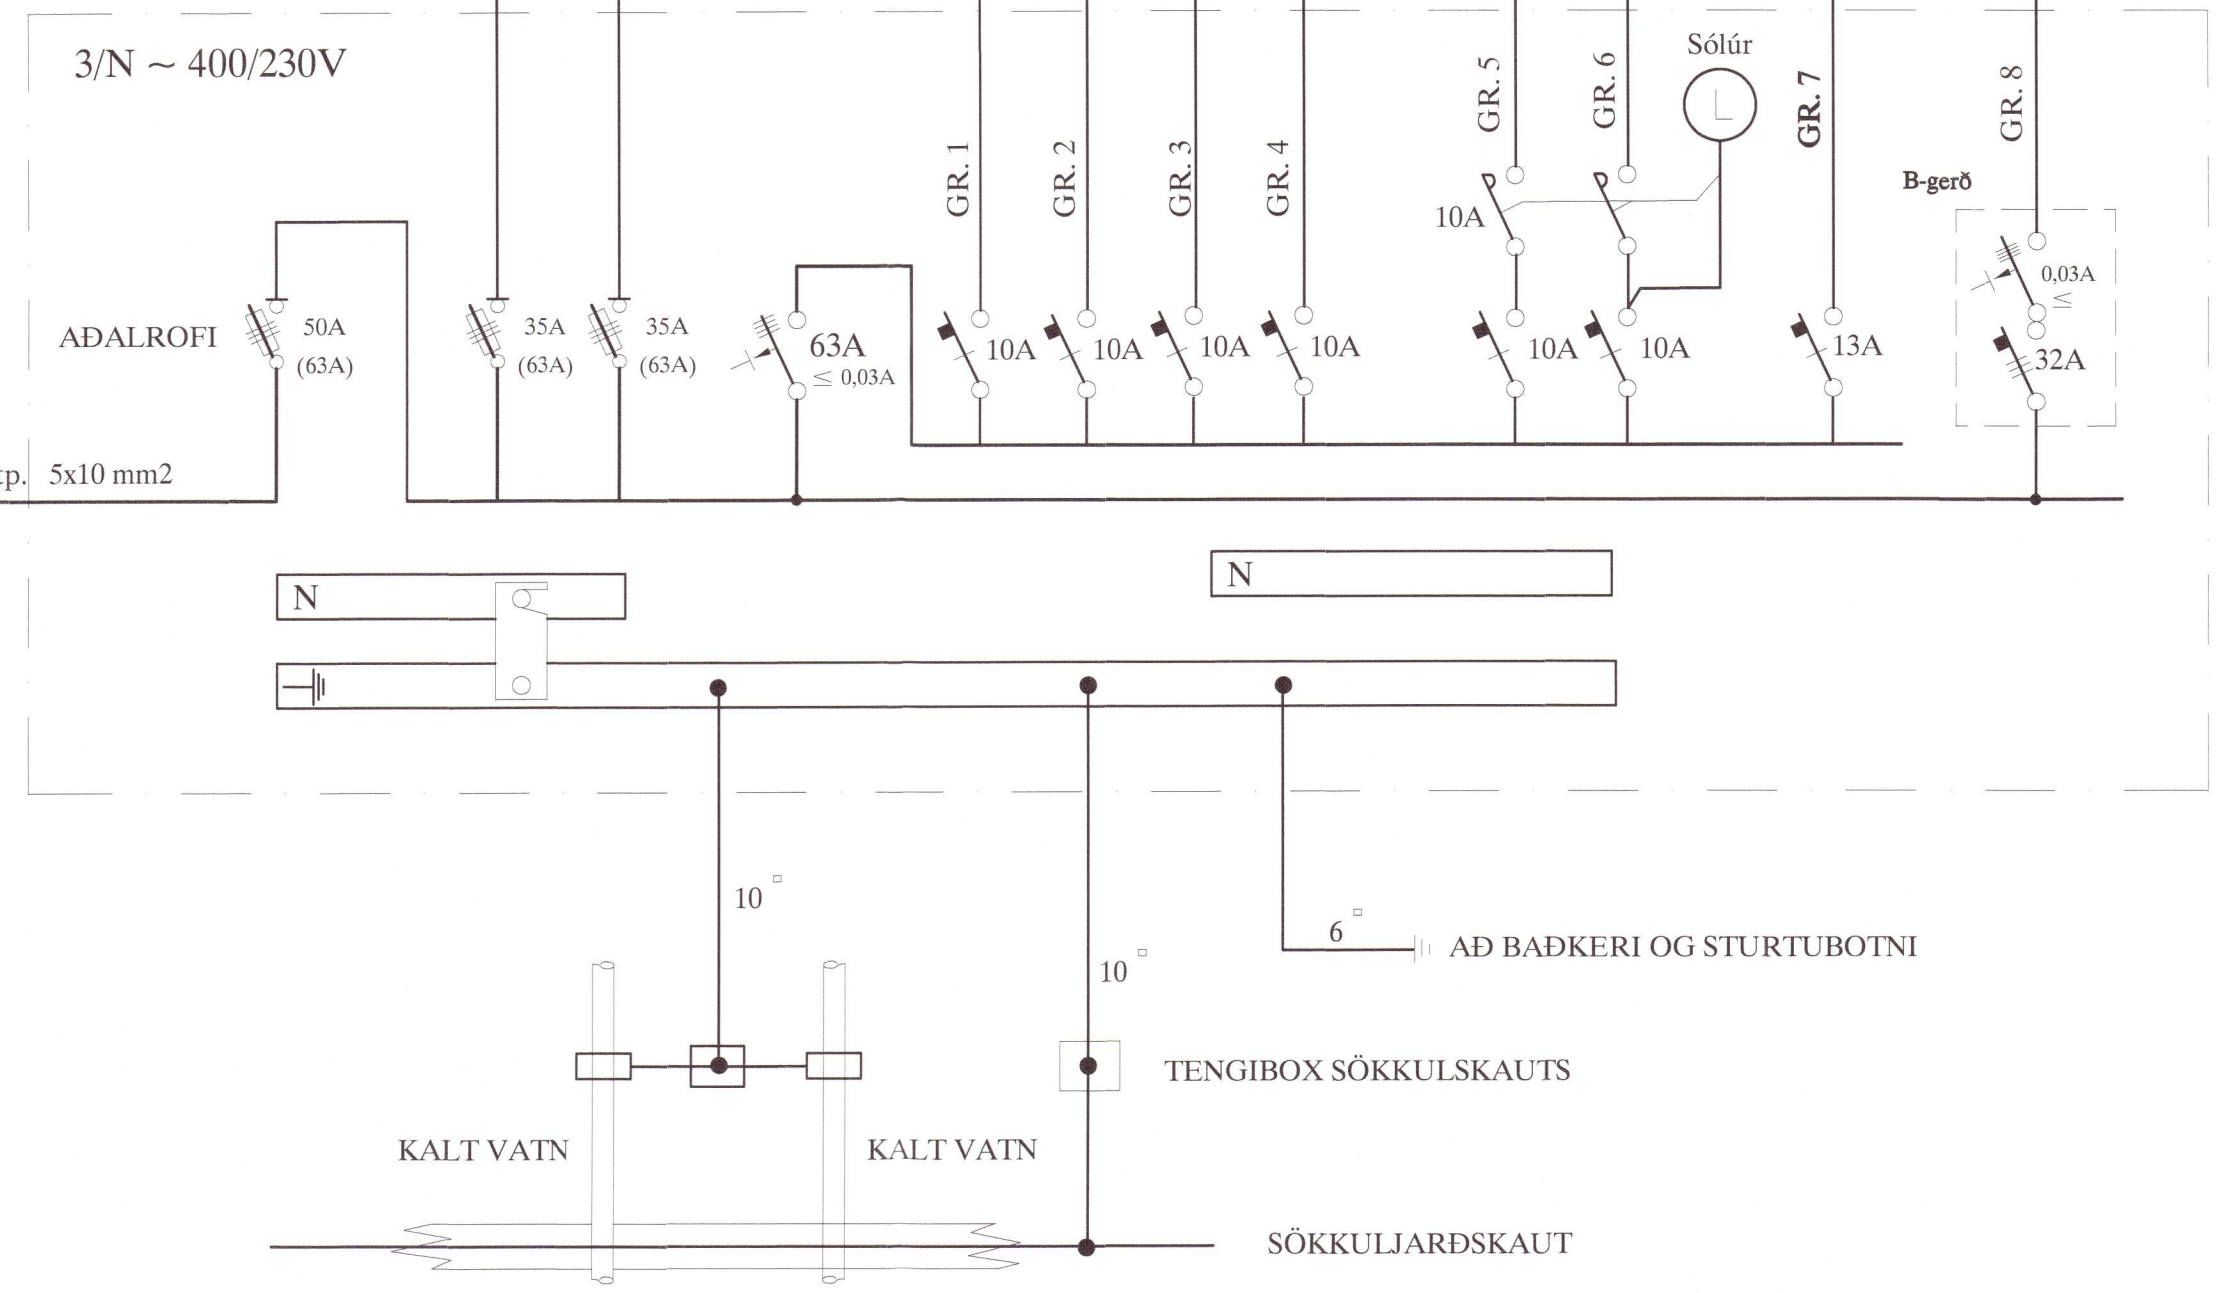 3/N ~ 400/230V
Sólúr
L
GR. 1
GR. 2
GR. 3
GR. 4
GR. 5
GR. 6
GR. 7
GR. 8
B-gerð
10A
AÐALROFI
50A
(63A)
35A
(63A)
35A
(63A)
63A
≤ 0,03A
10A
10A
10A
10A
10A
10A
13A
0,03A
≤
32A
tp. 5x10 mm2
N
N
10 □
10 □
6 □
AÐ BAÐKERI OG STURTUBOTNI
TENGIBOX SÖKKULSKAUTS
KALT VATN
KALT VATN
SÖKKULJARÐSKAUT